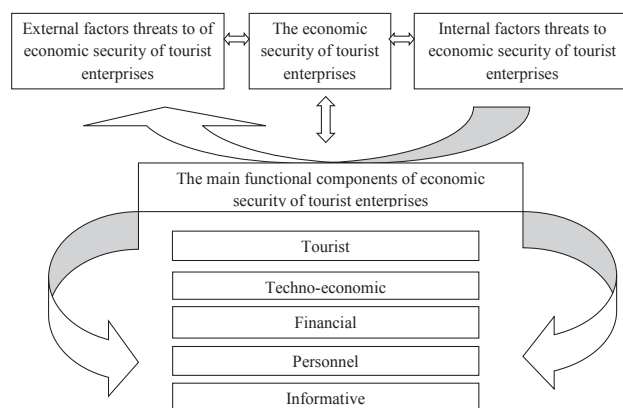 External factors threats to of
economic security of tourist
enterprises
The economic
security of tourist
enterprises
Internal factors threats to
economic security of tourist
enterprises
The main functional components of economic
security of tourist enterprises
Tourist
Techno-economic
Financial
Personnel
Informative